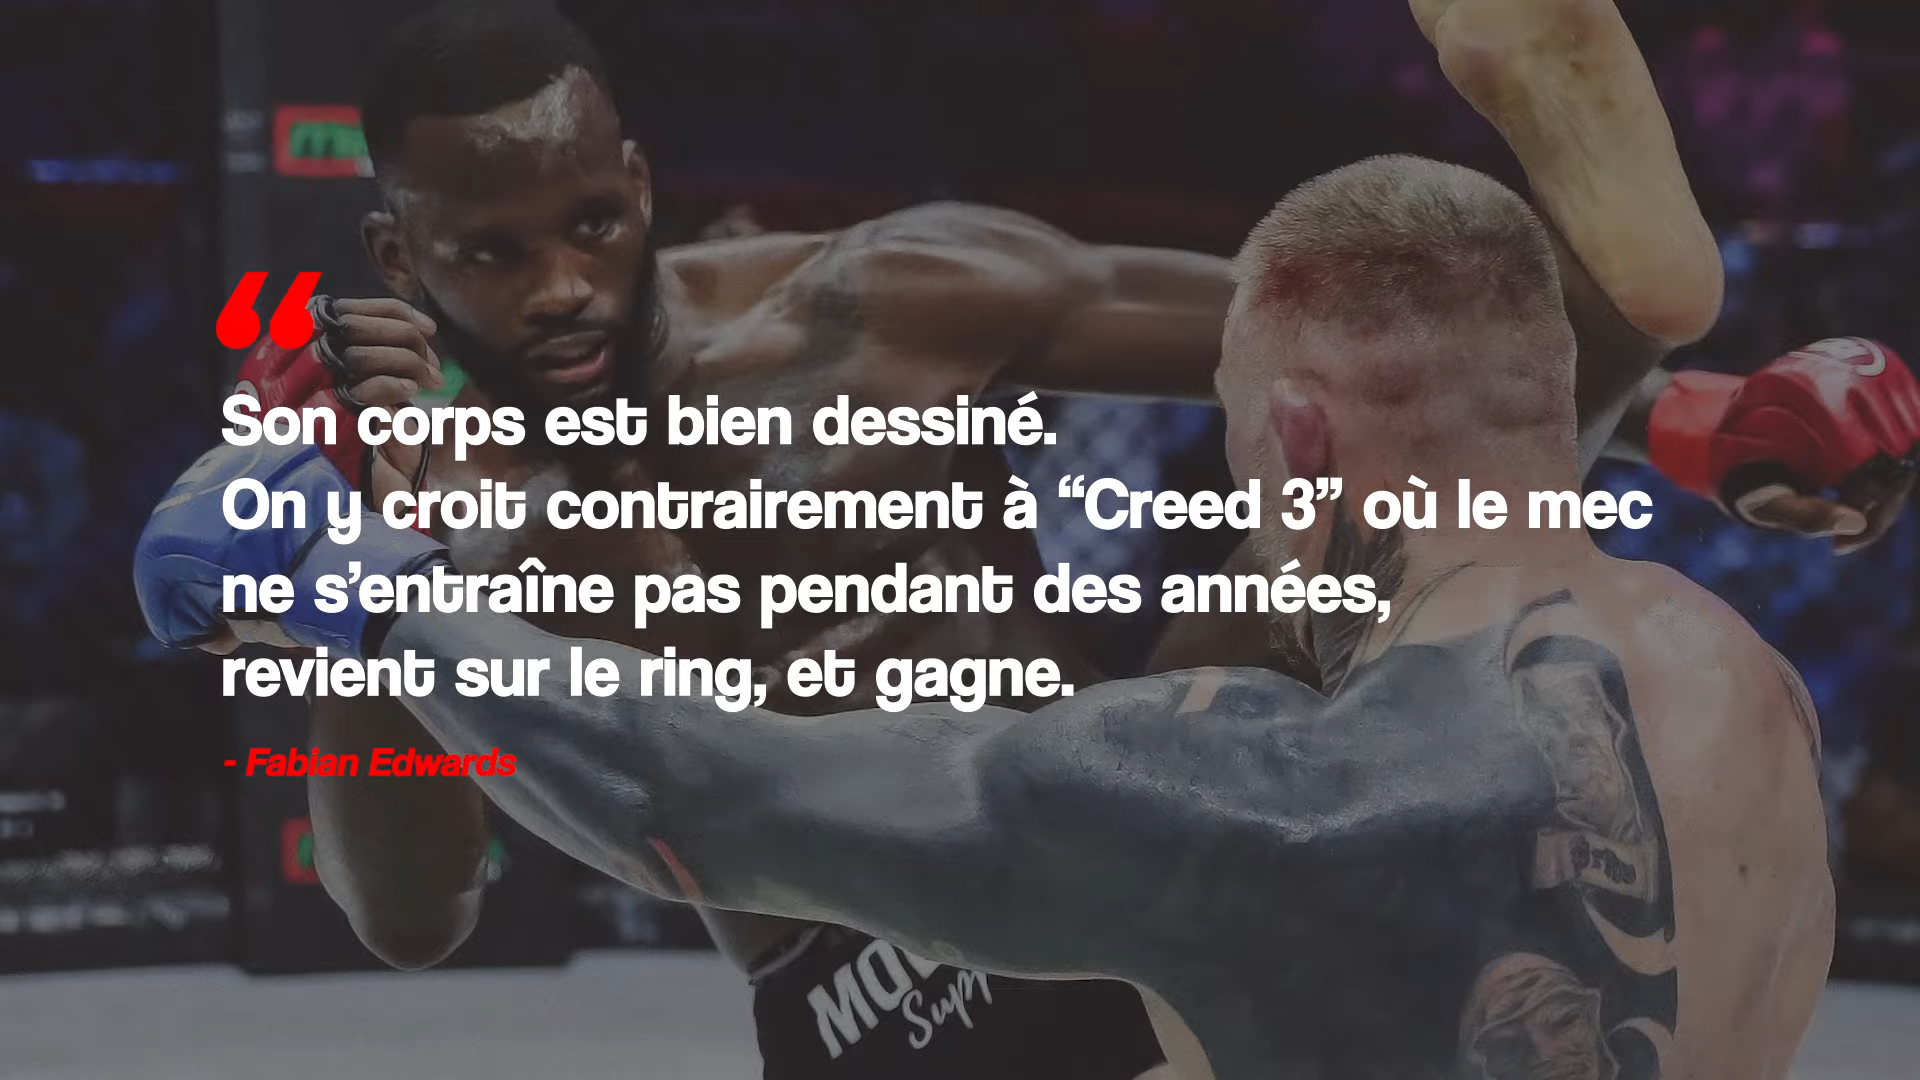 “
Son corps est bien dessiné.
On y croit contrairement à “Creed 3” où le mec
ne s’entraîne pas pendant des années,
revient sur le ring, et gagne.
- Fabian Edwards